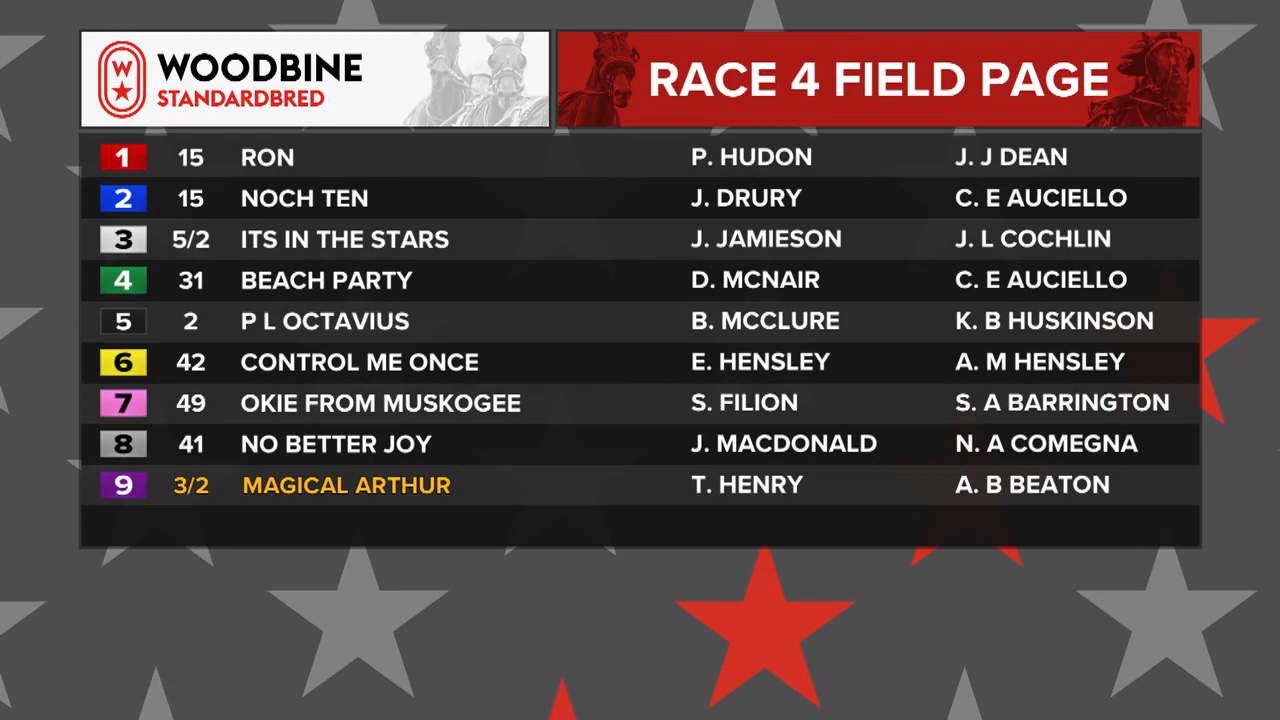 W
WOODBINE
STANDARDBRED
RACE 4 FIELD PAGE
1 15 RON P. HUDON J. J DEAN
2 15 NOCH TEN J. DRURY C. E AUCIELLO
3 5/2 ITS IN THE STARS J. JAMIESON J. L COCHLIN
4 31 BEACH PARTY D. MCNAIR C. E AUCIELLO
5 2 P L OCTAVIUS B. MCCLURE K. B HUSKINSON
6 42 CONTROL ME ONCE E. HENSLEY A. M HENSLEY
7 49 OKIE FROM MUSKOGEE S. FILION S. A BARRINGTON
8 41 NO BETTER JOY J. MACDONALD N. A COMEGNA
9 3/2 MAGICAL ARTHUR T. HENRY A. B BEATON